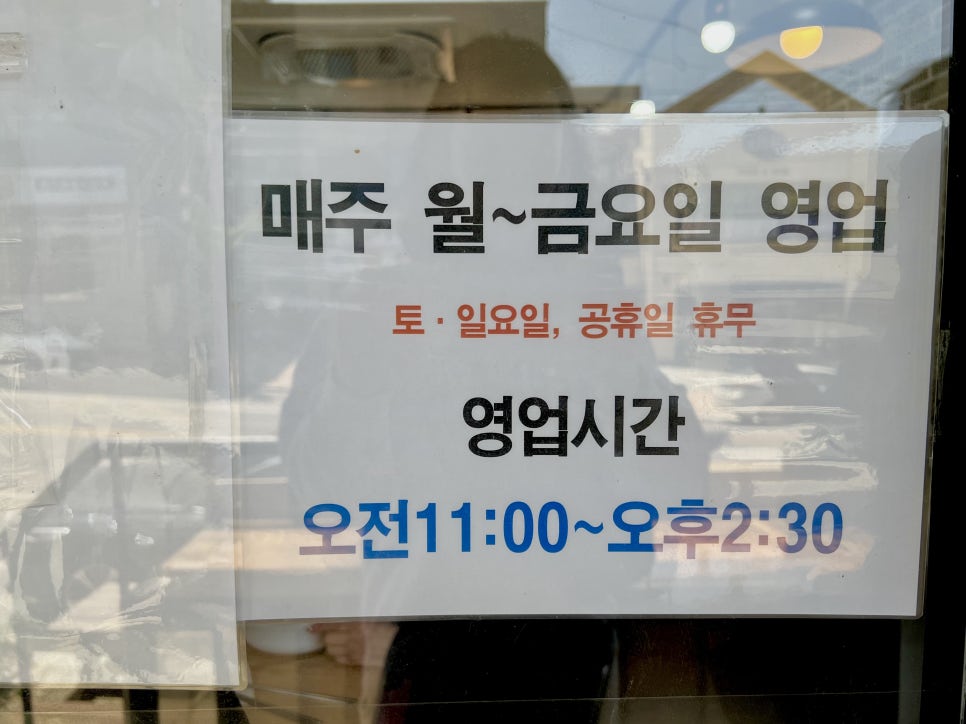 매주 월~금요일 영업
토·일요일, 공휴일 휴무
영업시간
오전11:00~오후2:30